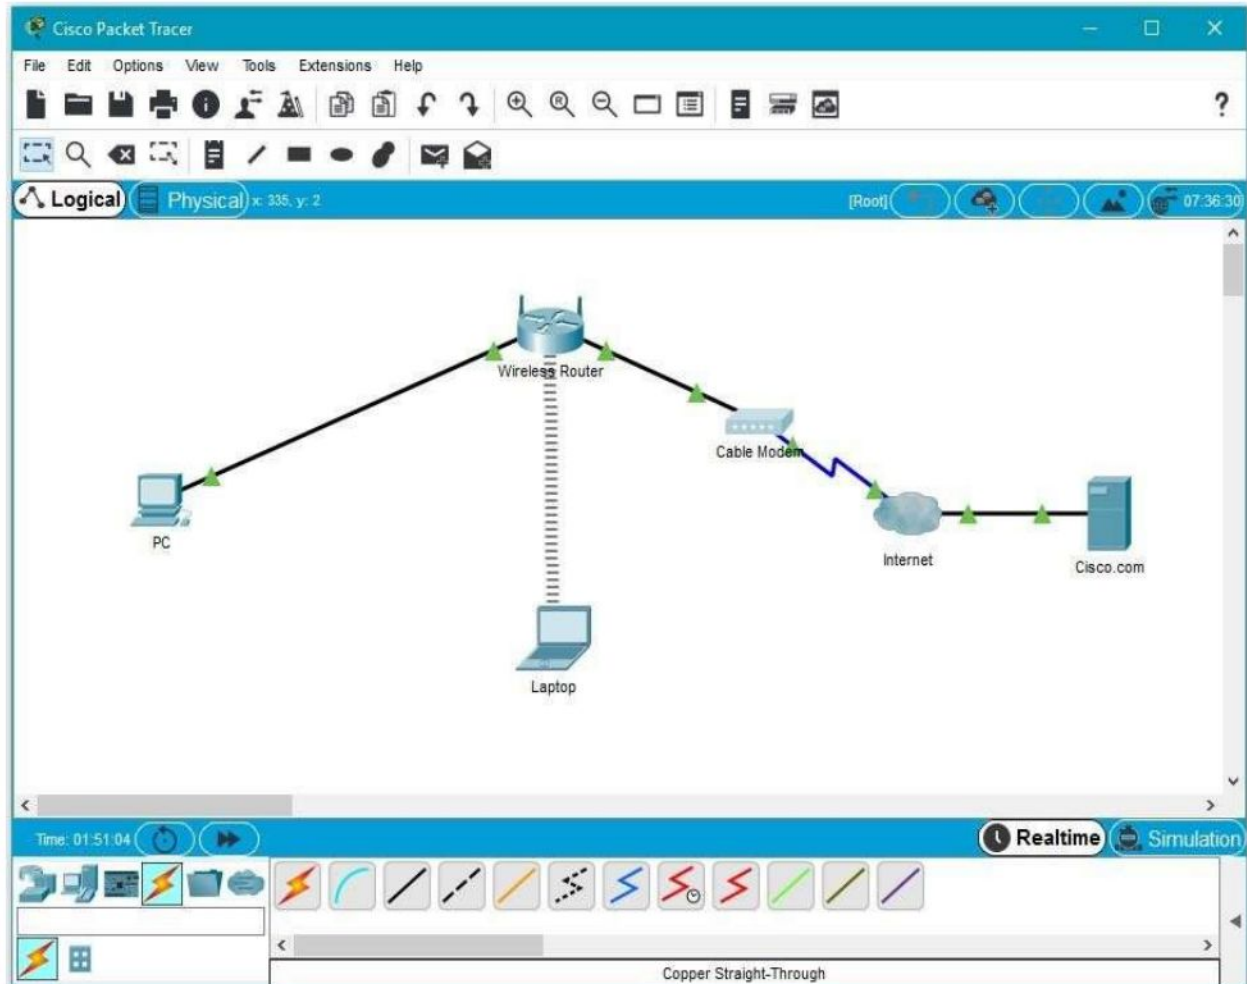 Cisco Packet Tracer
File Edit Options View Tools Extensions Help
?
Logical Physical x: 335, y: 2 [Root] 07:36:30
Wireless Router
Cable Modem
PC
Internet
Cisco.com
Laptop
Time: 01:51:04 Realtime Simulation
Copper Straight-Through